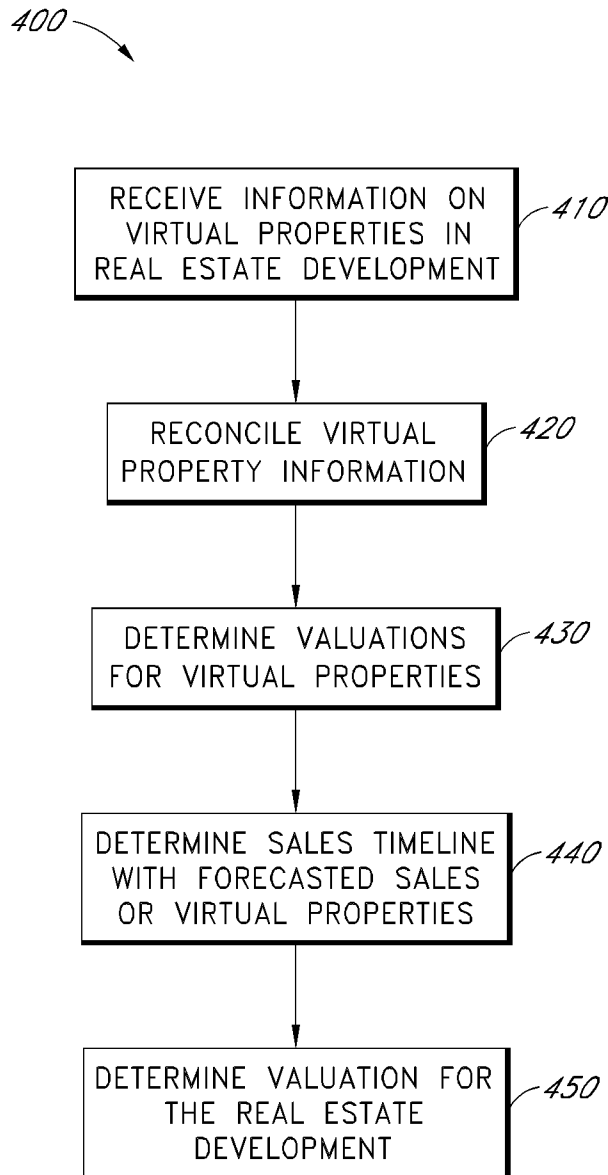 400
RECEIVE INFORMATION ON
VIRTUAL PROPERTIES IN
REAL ESTATE DEVELOPMENT
410
RECONCILE VIRTUAL
PROPERTY INFORMATION
420
DETERMINE VALUATIONS
FOR VIRTUAL PROPERTIES
430
DETERMINE SALES TIMELINE
WITH FORECASTED SALES
OR VIRTUAL PROPERTIES
440
DETERMINE VALUATION FOR
THE REAL ESTATE
DEVELOPMENT
450